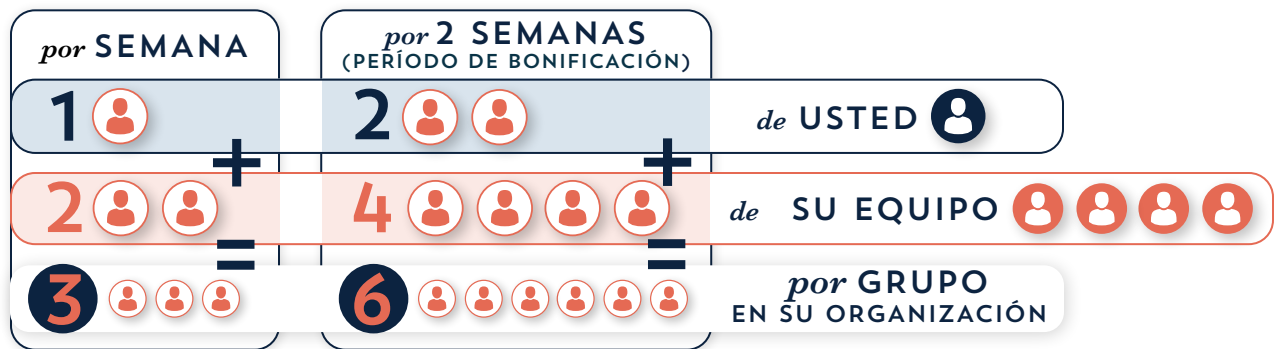 por SEMANA
por 2 SEMANAS
(PERÍODO DE BONIFICACIÓN)
1 2 de USTED
+ +
2 4 de SU EQUIPO
= =
3 6 por GRUPO
EN SU ORGANIZACIÓN